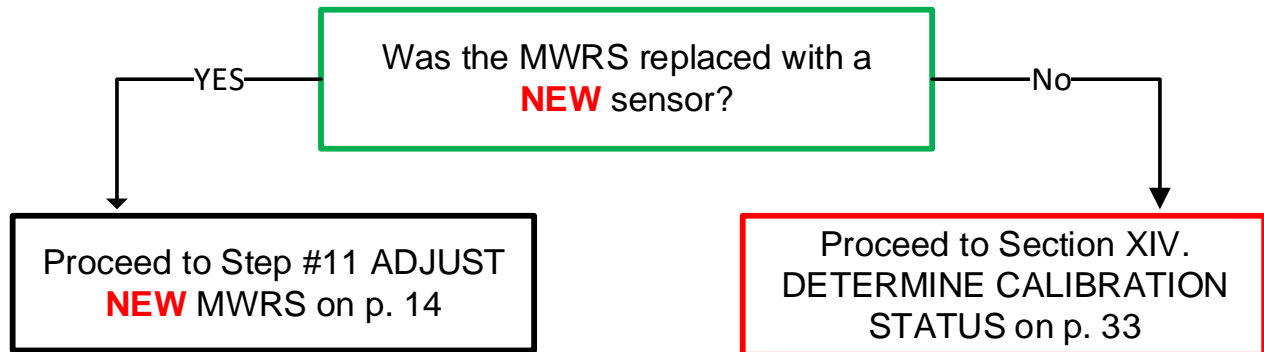 Was the MWRS replaced with a
NEW sensor?
YES
No
Proceed to Step #11 ADJUST
NEW MWRS on p. 14
Proceed to Section XIV.
DETERMINE CALIBRATION
STATUS on p. 33